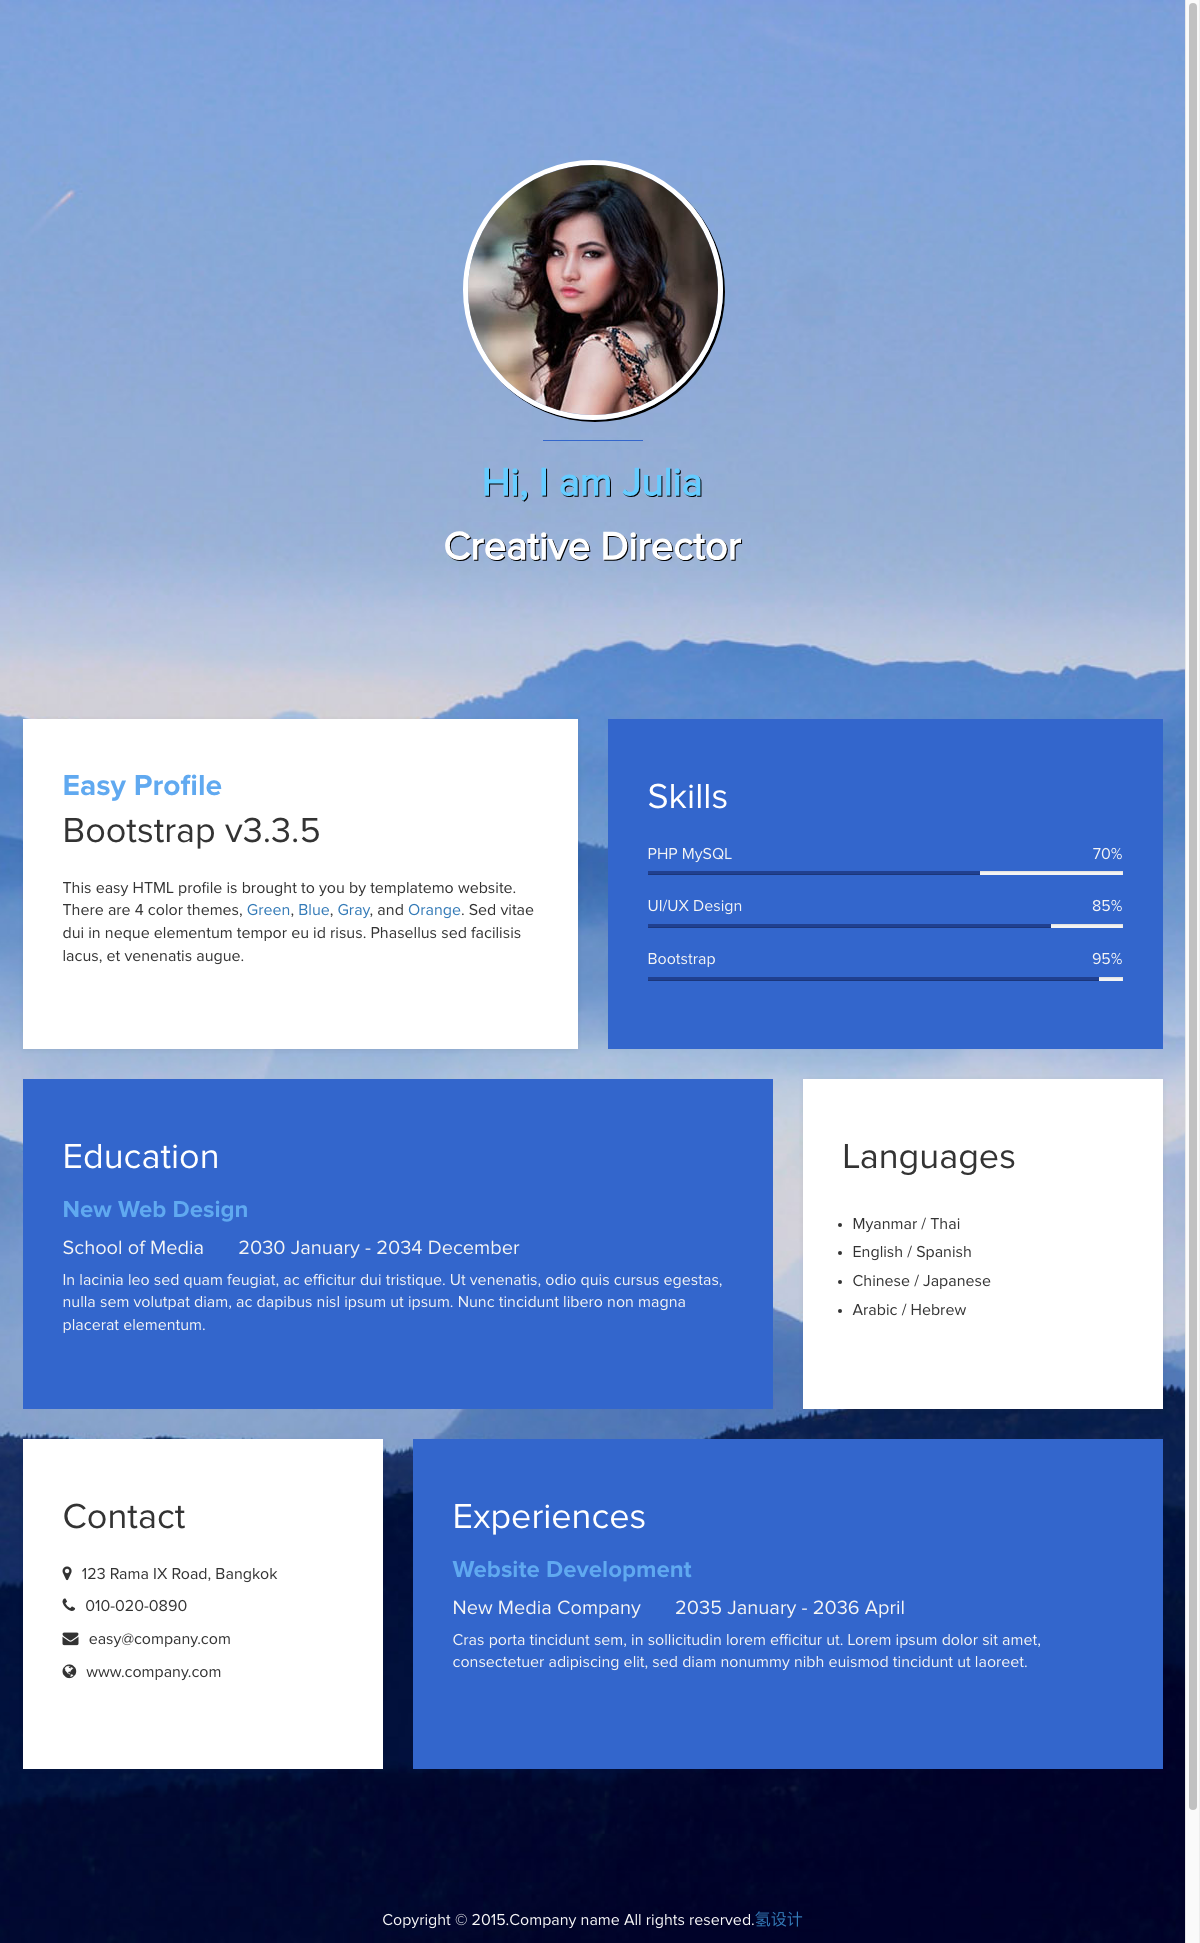 Hi, I am Julia
Creative Director
Easy Profile
Bootstrap v3.3.5
This easy HTML profile is brought to you by templatemo website.
There are 4 color themes, Green, Blue, Gray, and Orange. Sed vitae
dui in neque elementum tempor eu id risus. Phasellus sed facilisis
lacus, et venenatis augue.
Skills
PHP MySQL 70%
UI/UX Design 85%
Bootstrap 95%
Education
New Web Design
School of Media 2030 January - 2034 December
In lacinia leo sed quam feugiat, ac efficitur dui tristique. Ut venenatis, odio quis cursus egestas,
nulla sem volutpat diam, ac dapibus nisl ipsum ut ipsum. Nunc tincidunt libero non magna
placerat elementum.
Languages
• Myanmar / Thai
• English / Spanish
• Chinese / Japanese
• Arabic / Hebrew
Contact
123 Rama IX Road, Bangkok
010-020-0890
easy@company.com
www.company.com
Experiences
Website Development
New Media Company 2035 January - 2036 April
Cras porta tincidunt sem, in sollicitudin lorem efficitur ut. Lorem ipsum dolor sit amet,
consectetuer adipiscing elit, sed diam nonummy nibh euismod tincidunt ut laoreet.
Copyright © 2015.Company name All rights reserved.氢设计